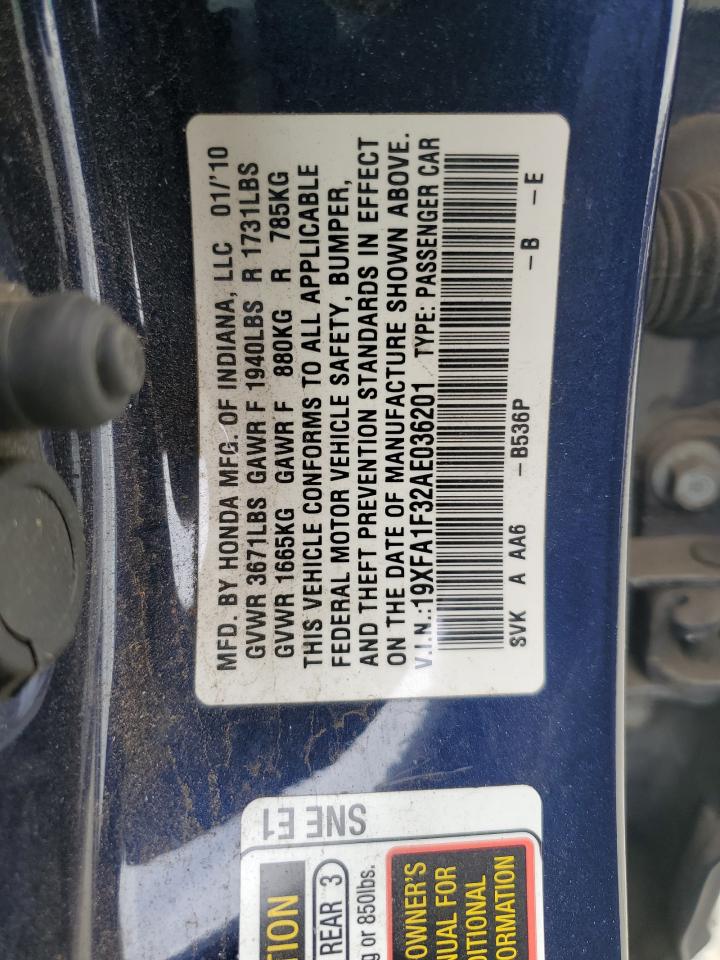 MFD. BY HONDA MFG. OF INDIANA, LLC 01/'10
GVWR 3671LBS GAWR F 1940LBS R 1731LBS
GVWR 1665KG GAWR F 880KG R 785KG
THIS VEHICLE CONFORMS TO ALL APPLICABLE
FEDERAL MOTOR VEHICLE SAFETY, BUMPER,
AND THEFT PREVENTION STANDARDS IN EFFECT
ON THE DATE OF MANUFACTURE SHOWN ABOVE.
V.I.N.:19XFA1F32AE036201 TYPE: PASSENGER CAR
SVK A AA6 -B536P -B -E
SNE E1
TION
REAR 3
g or 850lbs.
OWNER'S
NUAL FOR
DITIONAL
ORMATION